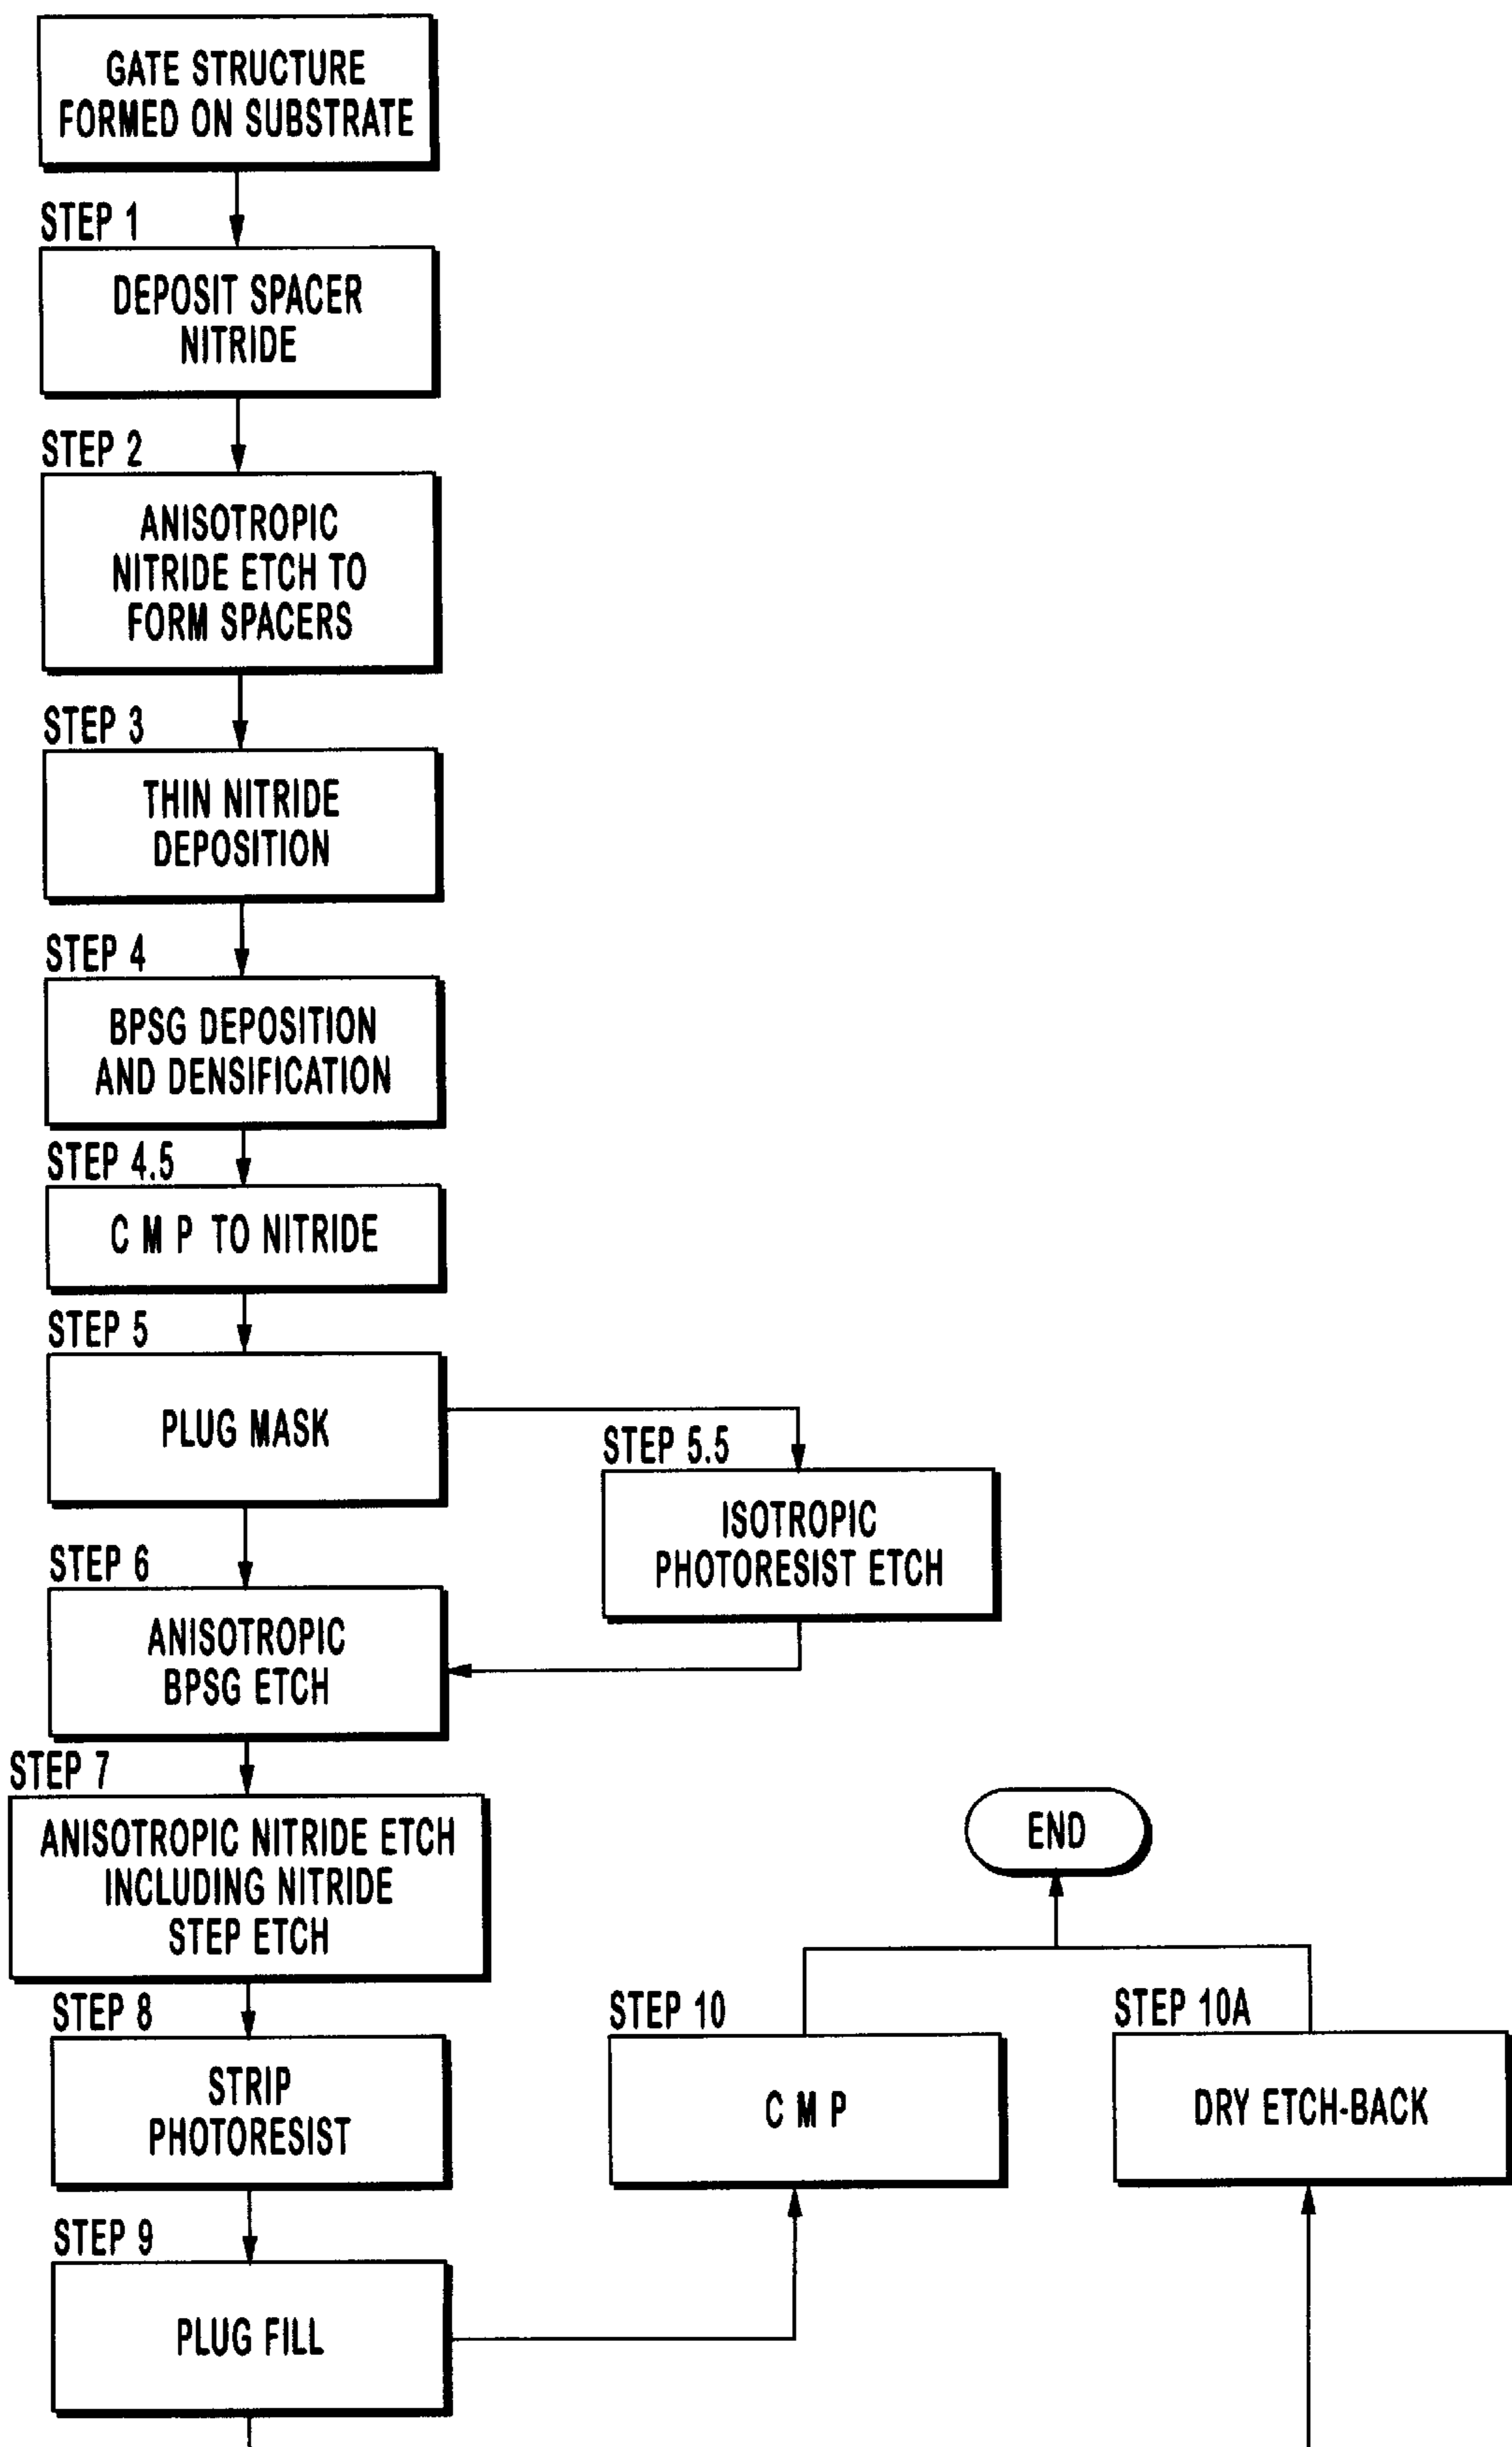 GATE STRUCTURE
FORMED ON SUBSTRATE
STEP 1
DEPOSIT SPACER
NITRIDE
STEP 2
ANISOTROPIC
NITRIDE ETCH TO
FORM SPACERS
STEP 3
THIN NITRIDE
DEPOSITION
STEP 4
BPSG DEPOSITION
AND DENSIFICATION
STEP 4.5
C M P TO NITRIDE
STEP 5
PLUG MASK
STEP 5.5
ISOTROPIC
PHOTORESIST ETCH
STEP 6
ANISOTROPIC
BPSG ETCH
STEP 7
ANISOTROPIC NITRIDE ETCH
INCLUDING NITRIDE
STEP ETCH
STEP 8
STRIP
PHOTORESIST
STEP 9
PLUG FILL
STEP 10
C M P
STEP 10A
DRY ETCH-BACK
END